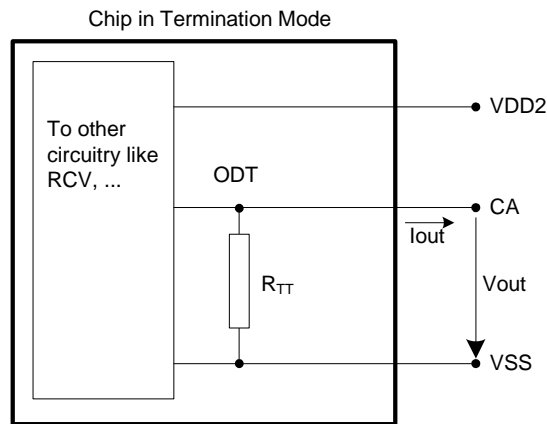 Chip in Termination Mode
VDD2
To other
circuitry like
RCV, ...
ODT
CA
Iout
RTT
Vout
VSS